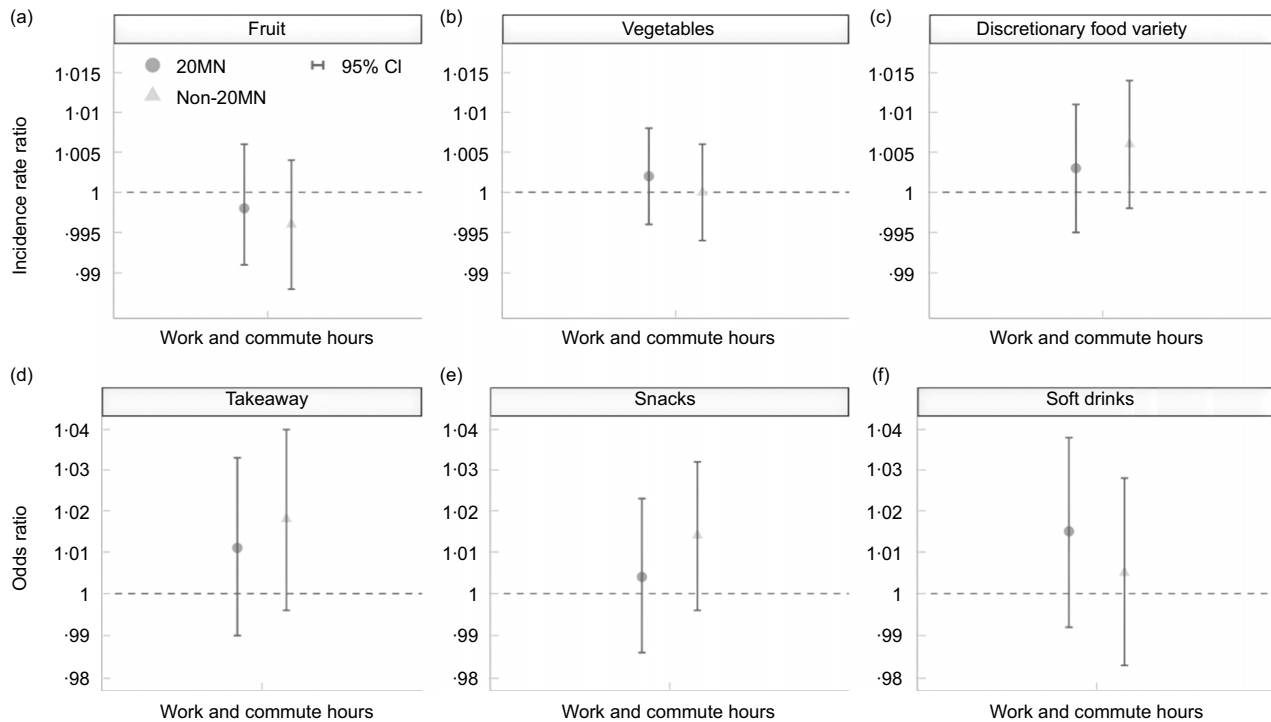 (a)
Fruit
1·015
1·01
1·005
1
·995
·99
20MN
95% CI
Non-20MN
Incidence rate ratio
Work and commute hours
(b)
Vegetables
1·015
1·01
1·005
1
·995
·99
Work and commute hours
(c)
Discretionary food variety
1·015
1·01
1·005
1
·995
·99
Work and commute hours
(d)
Takeaway
1·04
1·03
1·02
1·01
1
·99
·98
Odds ratio
Work and commute hours
(e)
Snacks
1·04
1·03
1·02
1·01
1
·99
·98
Work and commute hours
(f)
Soft drinks
1·04
1·03
1·02
1·01
1
·99
·98
Work and commute hours